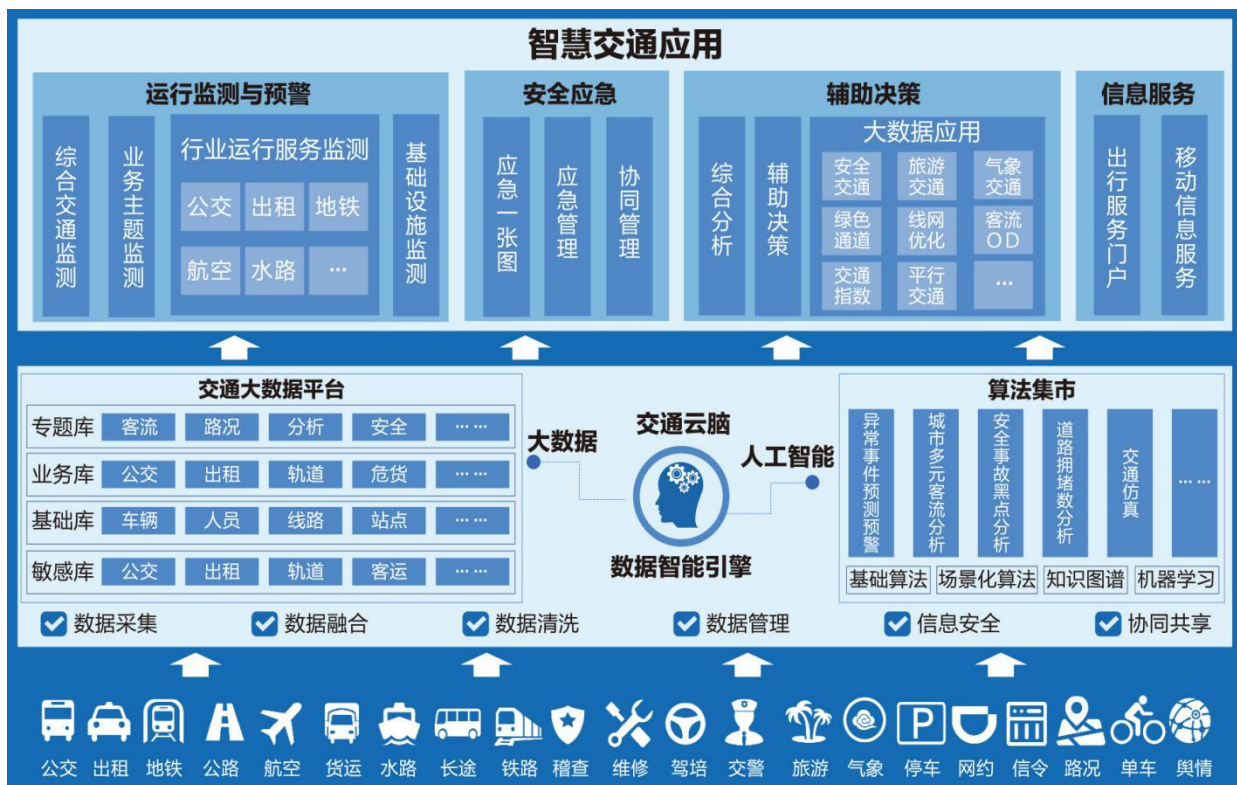 智慧交通应用
运行监测与预警
综合交通监测
业务主题监测
行业运行服务监测
公交 出租 地铁
航空 水路 …
基础设施监测
安全应急
应急一张图
应急管理
协同管理
辅助决策
综合分析
辅助决策
大数据应用
安全交通
旅游交通
气象交通
绿色通道
线网优化
客流OD
交通指数
平行交通
…
信息服务
出行服务门户
移动信息服务
交通大数据平台
专题库 客流 路况 分析 安全 … …
业务库 公交 出租 轨道 危货 … …
基础库 车辆 人员 线路 站点 … …
敏感库 公交 出租 轨道 客运 … …
大数据
交通云脑
人工智能
数据智能引擎
算法集市
异常事件预测预警
城市多元客流分析
安全事故黑点分析
道路拥堵数分析
交通仿真
… …
基础算法 场景化算法 知识图谱 机器学习
数据采集 数据融合 数据清洗 数据管理 信息安全 协同共享
公交 出租 地铁 公路 航空 货运 水路 长途 铁路 稽查 维修 驾培 交警 旅游 气象 停车 网约 信令 路况 单车 舆情